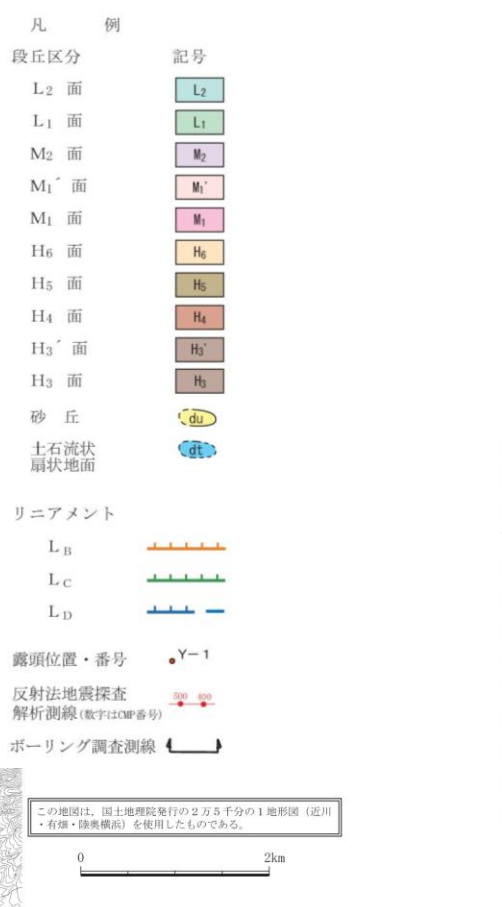 凡 例
段丘区分 記号
L2 面 L2
L1 面 L1
M2 面 M2
M1´ 面 M1'
M1 面 M1
H6 面 H6
H5 面 H5
H4 面 H4
H3´ 面 H3'
H3 面 H3
砂 丘 du
土石流状
扇状地面 dt
リニアメント
LB
LC
LD
露頭位置・番号 Y-1
反射法地震探査 500 400
解析測線(数字はCMP番号)
ボーリング調査測線
この地図は，国土地理院発行の２万５千分の１地形図（近川
・有畑・陸奥横浜）を使用したものである。
0 2km